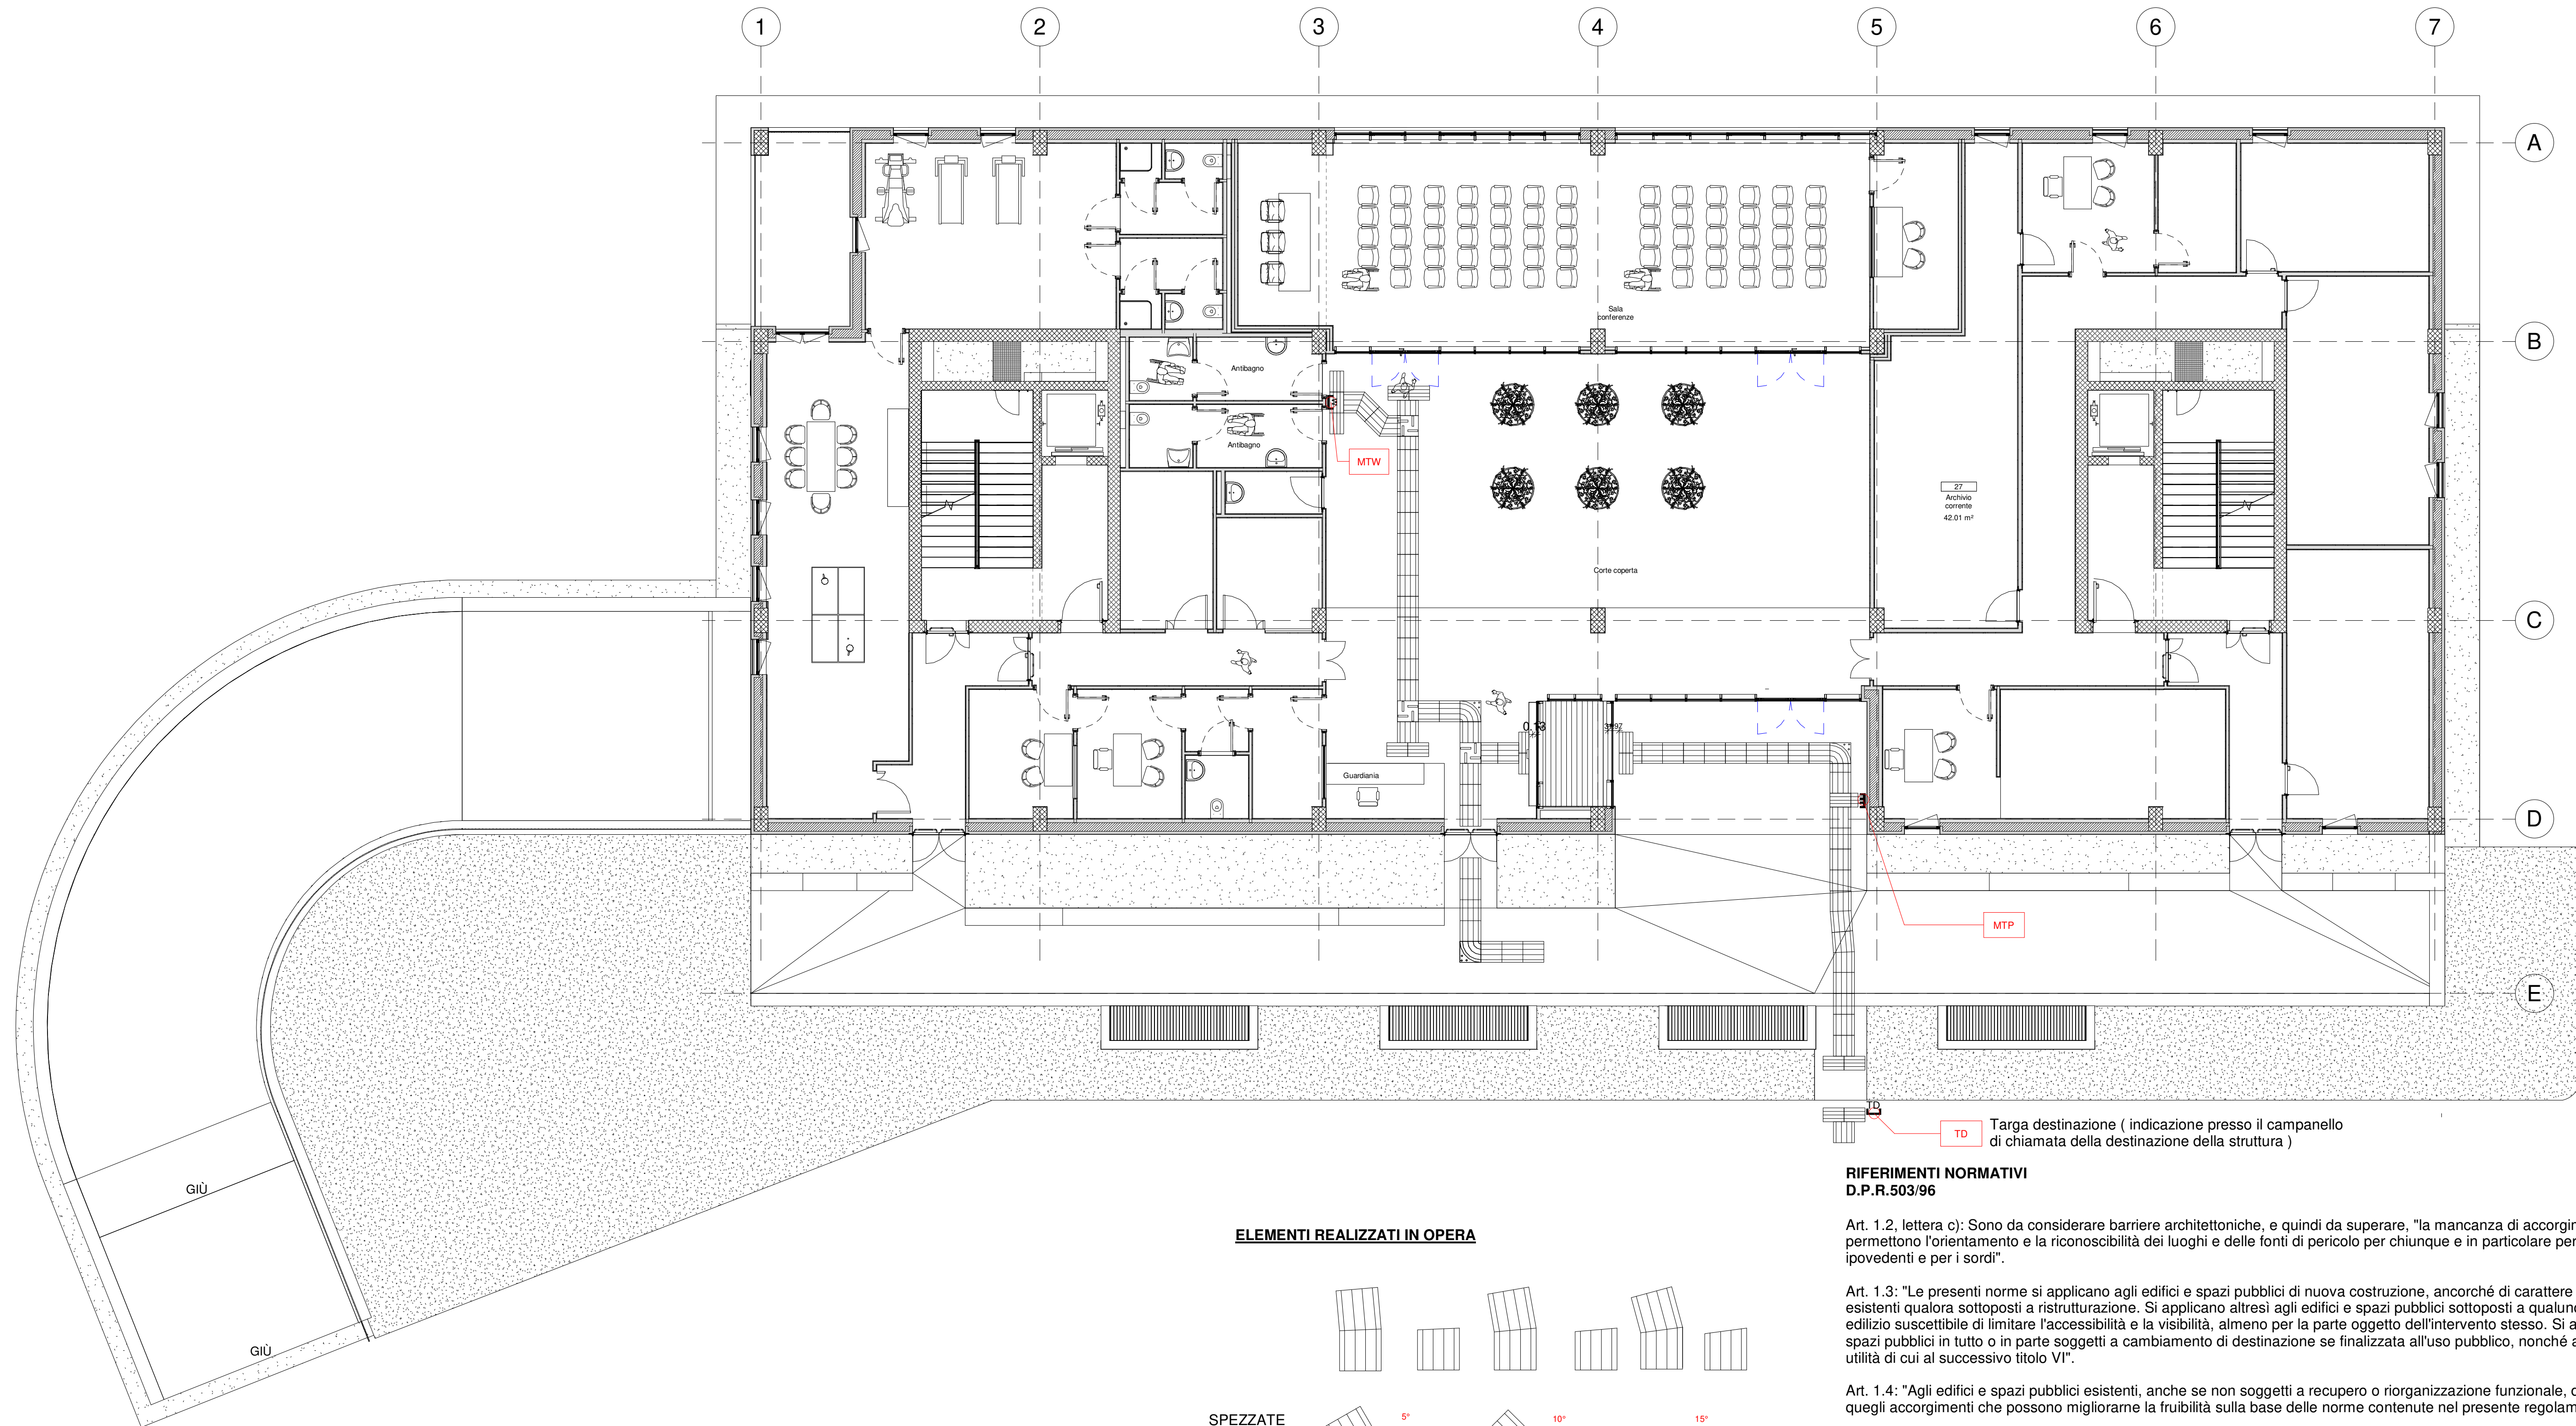 1 2 3 4 5 6 7
A
B
C
D
E
Sala
conferenze
Antibagno
Antibagno
MTW
27
Archivio
corrente
42.01 m²
Corte coperta
0.13
Guardiania
MTP
TD
TD
Targa destinazione ( indicazione presso il campanello
di chiamata della destinazione della struttura )
GIÙ
GIÙ
RIFERIMENTI NORMATIVI
D.P.R.503/96
Art. 1.2, lettera c): Sono da considerare barriere architettoniche, e quindi da superare, "la mancanza di accorgi
permettono l'orientamento e la riconoscibilità dei luoghi e delle fonti di pericolo per chiunque e in particolare per
ipovedenti e per i sordi".
Art. 1.3: "Le presenti norme si applicano agli edifici e spazi pubblici di nuova costruzione, ancorché di carattere
esistenti qualora sottoposti a ristrutturazione. Si applicano altresì agli edifici e spazi pubblici sottoposti a qualun
edilizio suscettibile di limitare l'accessibilità e la visibilità, almeno per la parte oggetto dell'intervento stesso. Si a
spazi pubblici in tutto o in parte soggetti a cambiamento di destinazione se finalizzata all'uso pubblico, nonché a
utilità di cui al successivo titolo VI".
Art. 1.4: "Agli edifici e spazi pubblici esistenti, anche se non soggetti a recupero o riorganizzazione funzionale,
quegli accorgimenti che possono migliorarne la fruibilità sulla base delle norme contenute nel presente regola
ELEMENTI REALIZZATI IN OPERA
SPEZZATE
5° 10° 15°